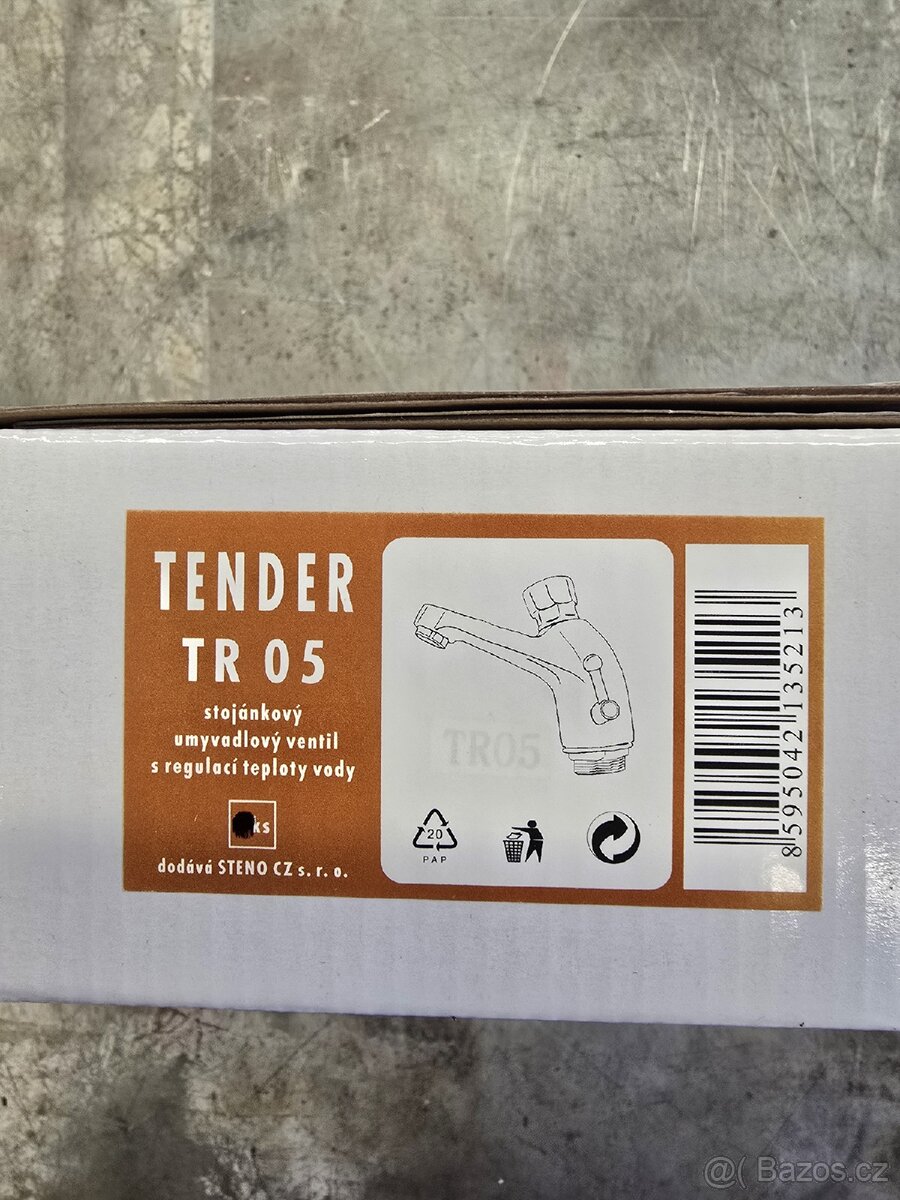 TENDER
TR 05
stojánkový
umyvadlový ventil
s regulací teploty vody
ks
dodává STENO CZ s. r. o.
TR05
20
PAP
8595042135213
@( Bazos.cz